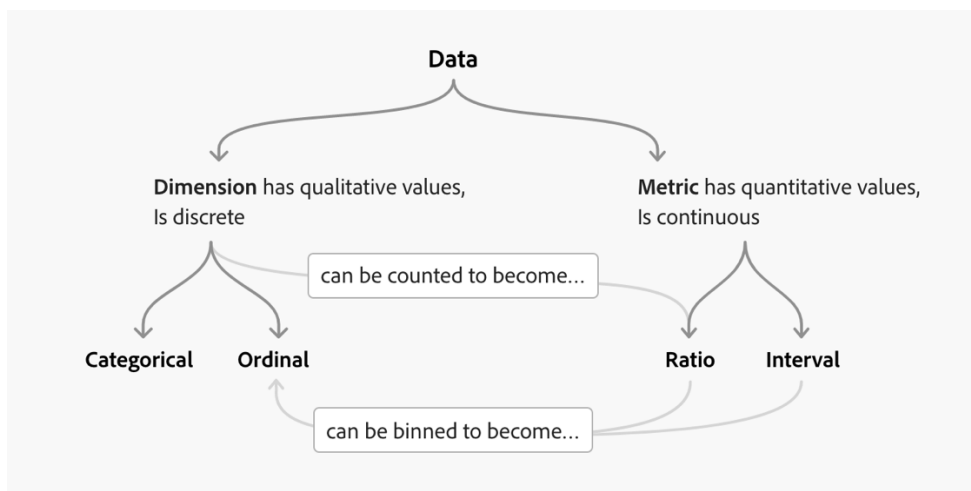 Data
Dimension has qualitative values,
Is discrete
Metric has quantitative values,
Is continuous
can be counted to become...
Categorical
Ordinal
Ratio
Interval
can be binned to become...